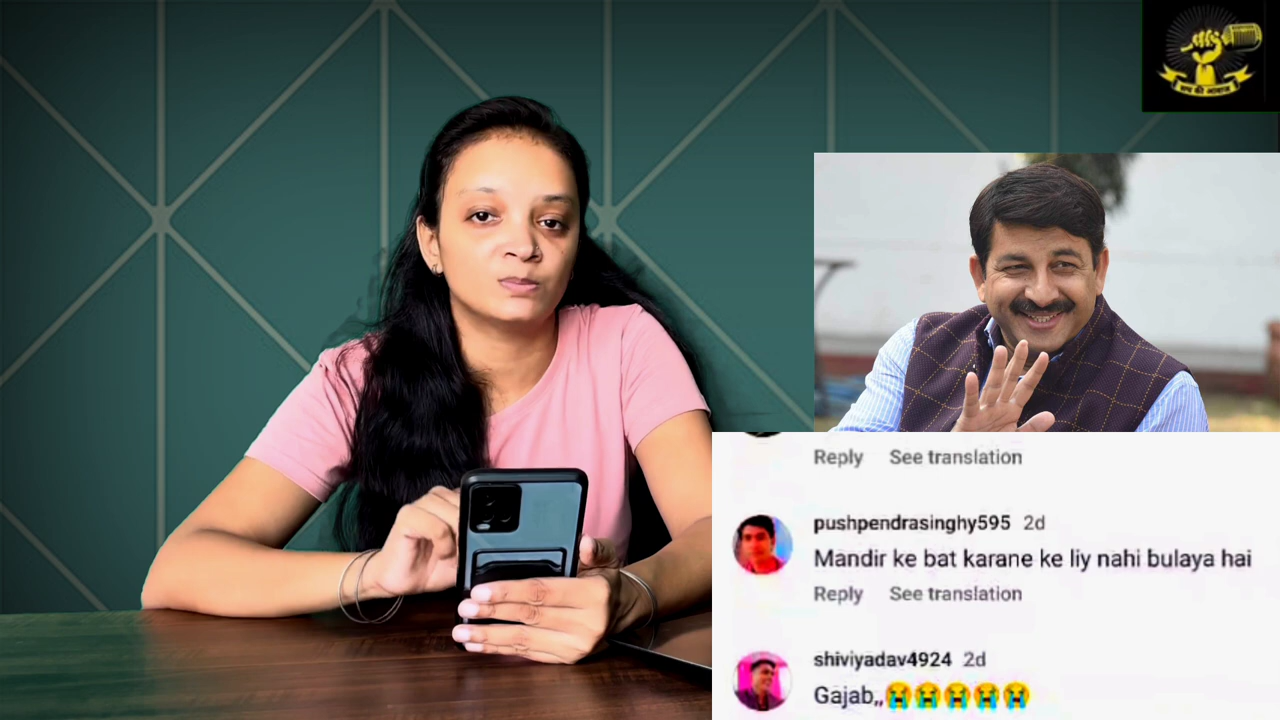 Reply See translation
pushpendrasinghy595 2d
Mandir ke bat karane ke liy nahi bulaya hai
Reply See translation
shiviyadav4924 2d
Gajab,,😭😭😭😭😭